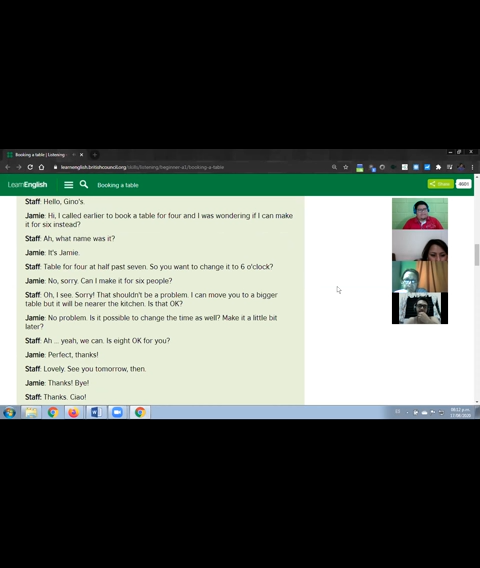 Booking a table | Listening -
learnenglish.britishcouncil.org/skills/listening/beginner-a1/booking-a-table
LearnEnglish
Booking a table
Share
Staff: Hello, Gino's.
Jamie: Hi, I called earlier to book a table for four and I was wondering if I can make
it for six instead?
Staff: Ah, what name was it?
Jamie: It's Jamie.
Staff: Table for four at half past seven. So you want to change it to 6 o'clock?
Jamie: No, sorry. Can I make it for six people?
Staff: Oh, I see. Sorry! That shouldn't be a problem. I can move you to a bigger
table but it will be nearer the kitchen. Is that OK?
Jamie: No problem. Is it possible to change the time as well? Make it a little bit
later?
Staff: Ah ... yeah, we can. Is eight OK for you?
Jamie: Perfect, thanks!
Staff: Lovely. See you tomorrow, then.
Jamie: Thanks! Bye!
Staff: Thanks. Ciao!
ES